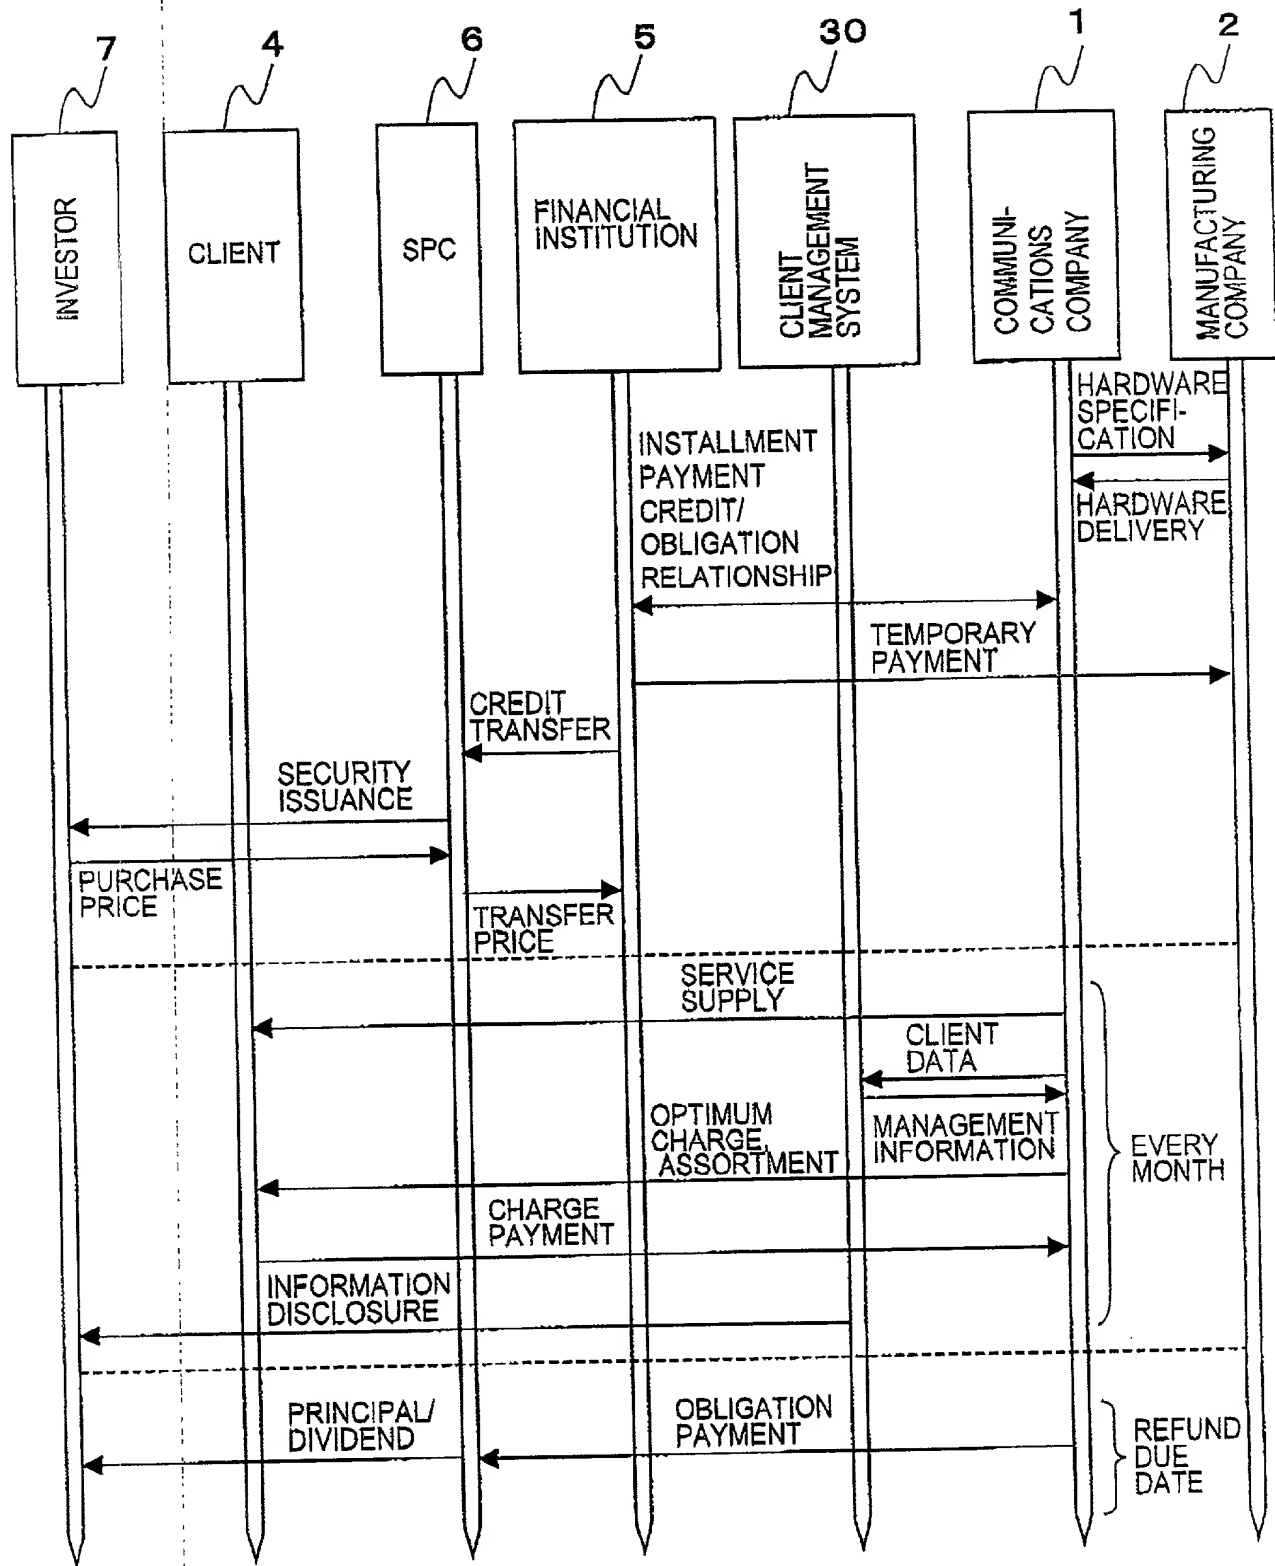 7
4
6
5
30
1
2
INVESTOR
CLIENT
SPC
FINANCIAL
INSTITUTION
CLIENT
MANAGEMENT
SYSTEM
COMMUNI-
CATIONS
COMPANY
MANUFACTURING
COMPANY
HARDWARE
SPECIFI-
CATION
HARDWARE
DELIVERY
INSTALLMENT
PAYMENT
CREDIT/
OBLIGATION
RELATIONSHIP
TEMPORARY
PAYMENT
CREDIT
TRANSFER
SECURITY
ISSUANCE
PURCHASE
PRICE
TRANSFER
PRICE
SERVICE
SUPPLY
CLIENT
DATA
MANAGEMENT
INFORMATION
OPTIMUM
CHARGE,
ASSORTMENT
EVERY
MONTH
CHARGE
PAYMENT
INFORMATION
DISCLOSURE
PRINCIPAL/
DIVIDEND
OBLIGATION
PAYMENT
REFUND
DUE
DATE